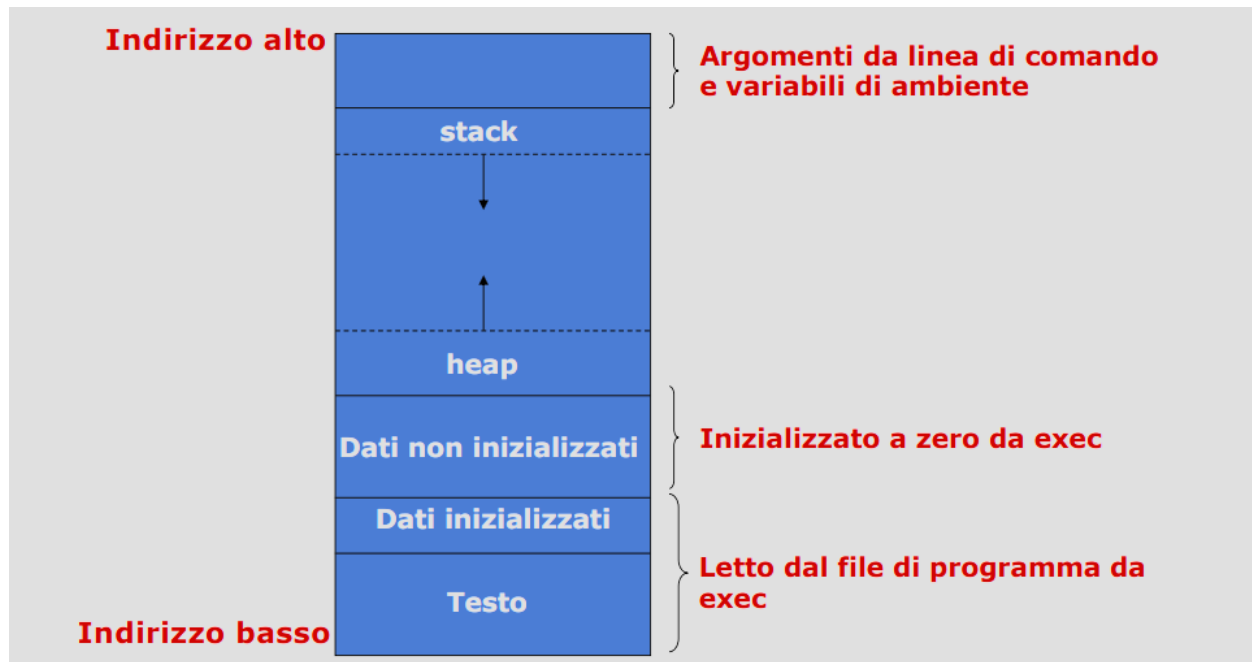 Indirizzo alto
Argomenti da linea di comando
e variabili di ambiente
stack
heap
Dati non inizializzati
Inizializzato a zero da exec
Dati inizializzati
Letto dal file di programma da
exec
Testo
Indirizzo basso